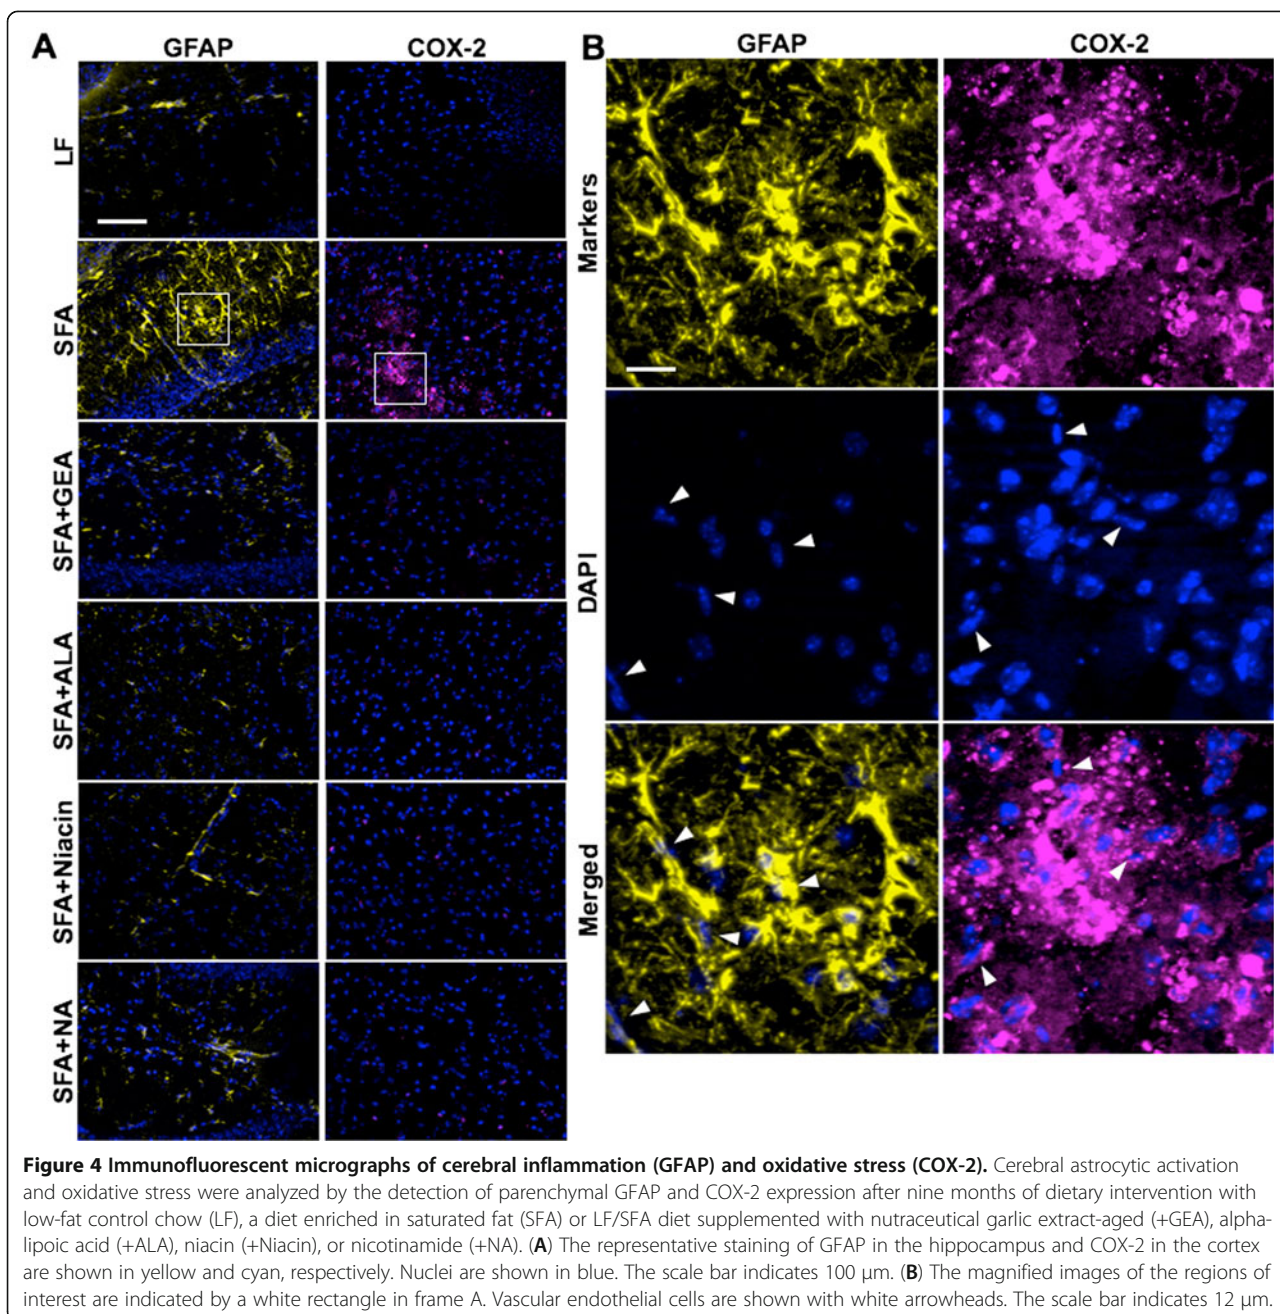 A
GFAP
COX-2
LF
SFA
SFA+GEA
SFA+ALA
SFA+Niacin
SFA+NA
B
GFAP
COX-2
Markers
DAPI
Merged
Figure 4 Immunofluorescent micrographs of cerebral inflammation (GFAP) and oxidative stress (COX-2). Cerebral astrocytic activation
and oxidative stress were analyzed by the detection of parenchymal GFAP and COX-2 expression after nine months of dietary intervention with
low-fat control chow (LF), a diet enriched in saturated fat (SFA) or LF/SFA diet supplemented with nutraceutical garlic extract-aged (+GEA), alpha-
lipoic acid (+ALA), niacin (+Niacin), or nicotinamide (+NA). (A) The representative staining of GFAP in the hippocampus and COX-2 in the cortex
are shown in yellow and cyan, respectively. Nuclei are shown in blue. The scale bar indicates 100 μm. (B) The magnified images of the regions of
interest are indicated by a white rectangle in frame A. Vascular endothelial cells are shown with white arrowheads. The scale bar indicates 12 μm.